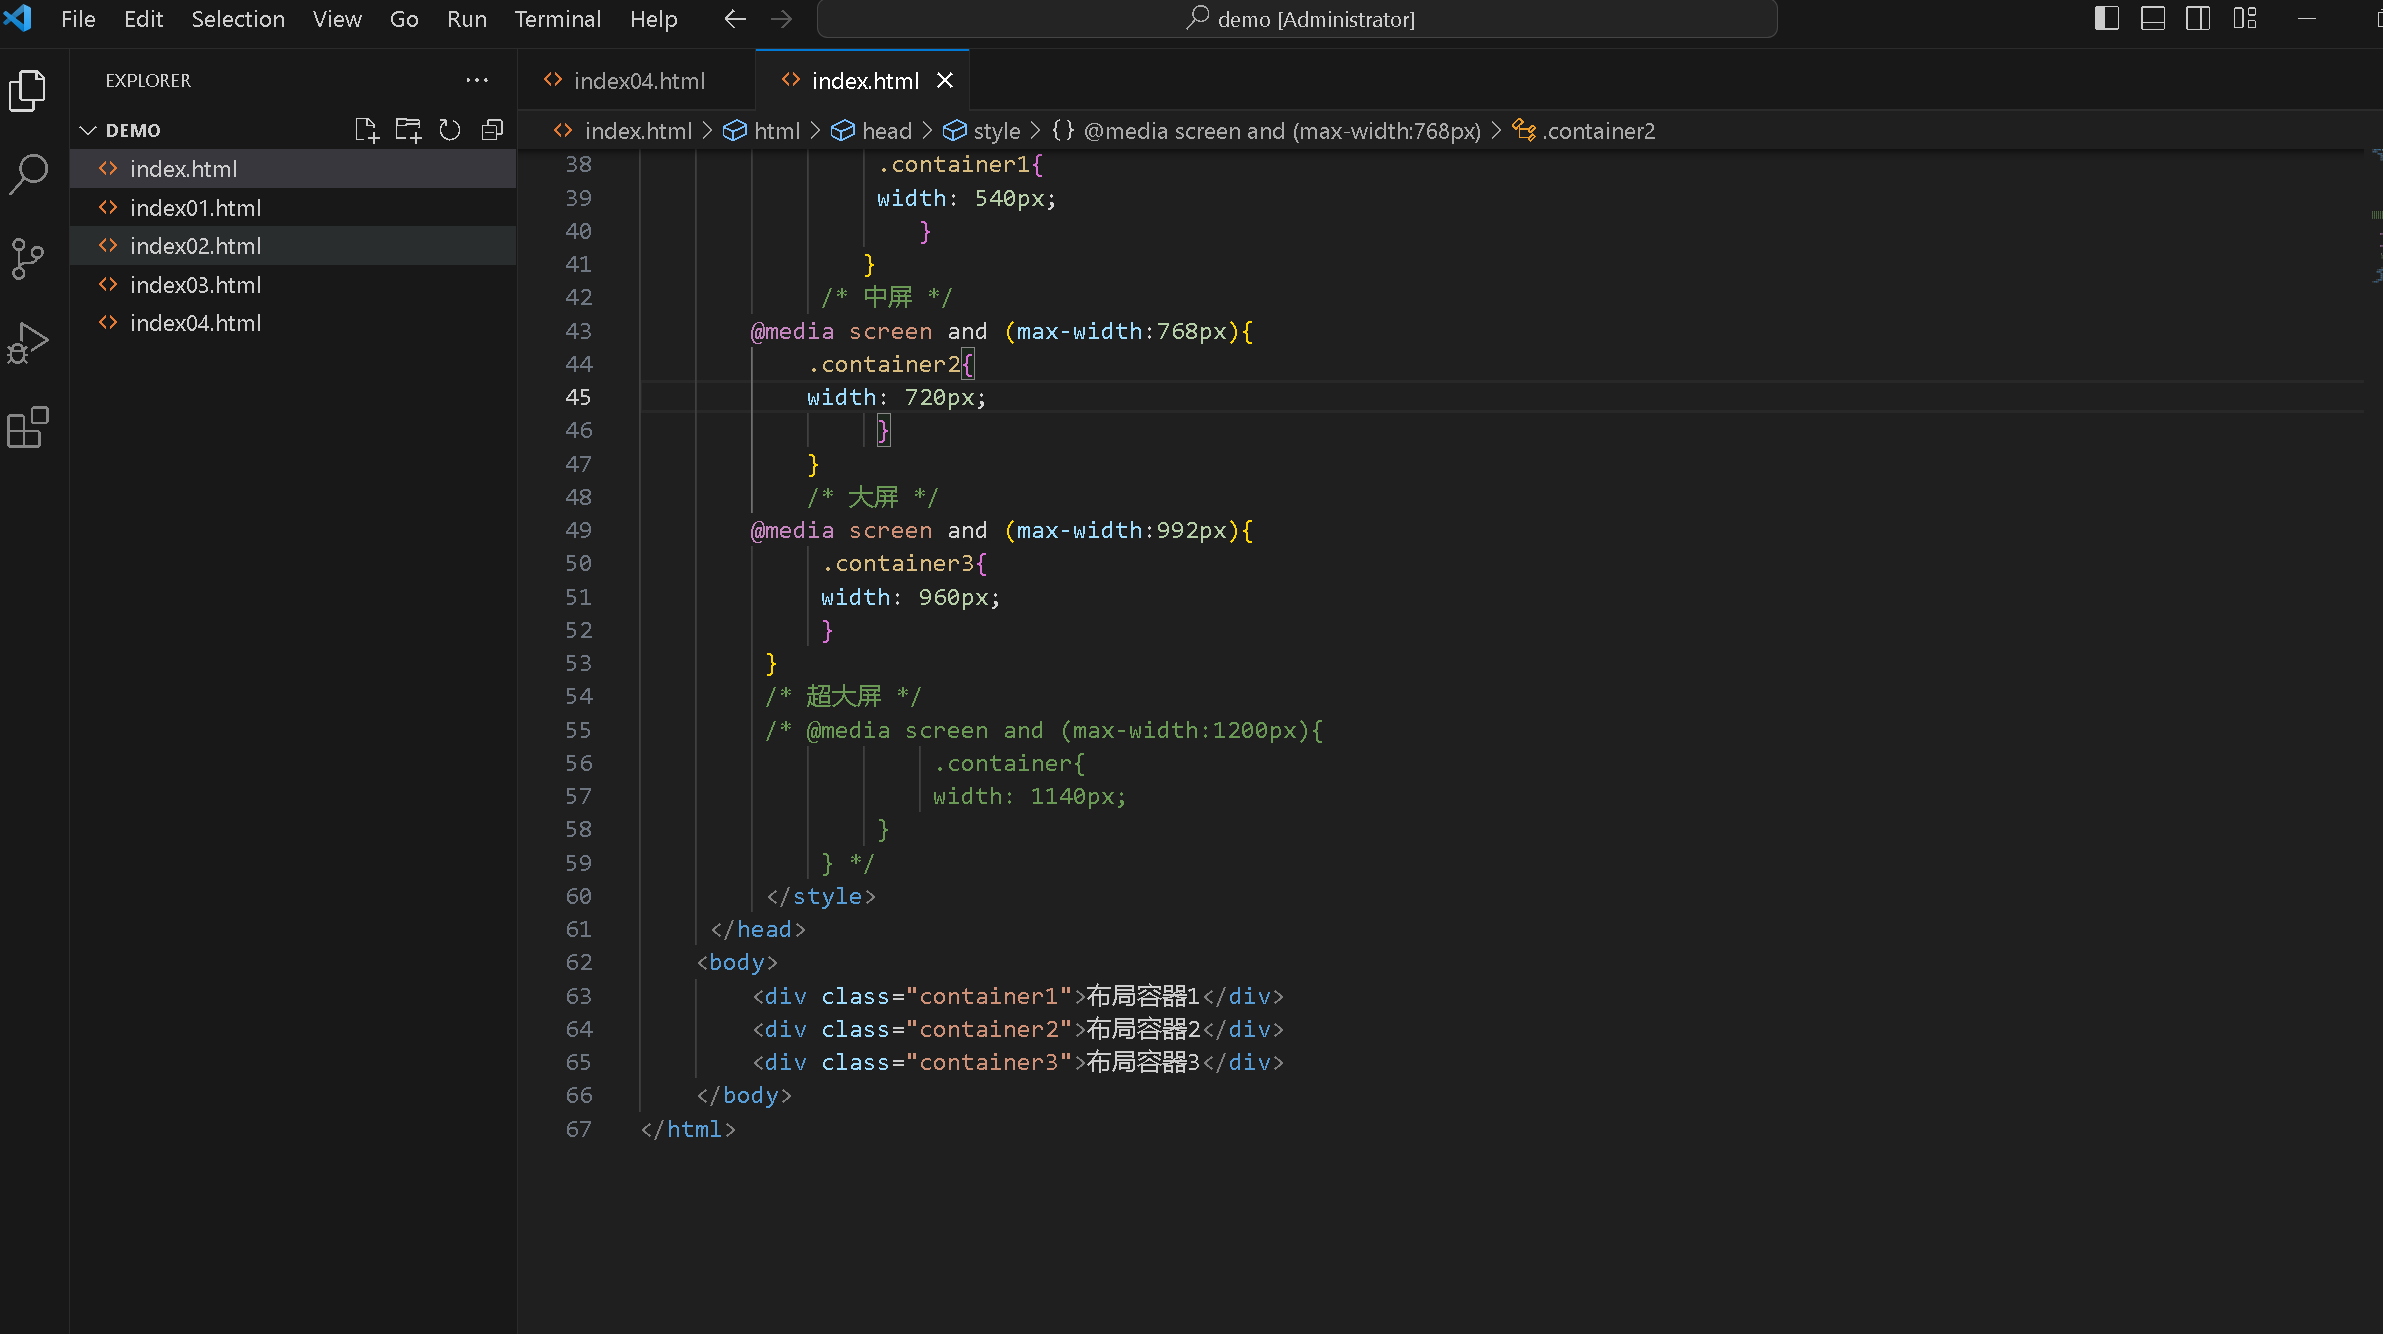 File Edit Selection View Go Run Terminal Help
demo [Administrator]
EXPLORER
DEMO
index.html
index01.html
index02.html
index03.html
index04.html
index04.html
index.html
index.html > html > head > style > {} @media screen and (max-width:768px) > .container2
38 .container1{
39 width: 540px;
40 }
41 }
42 /* 中屏 */
43 @media screen and (max-width:768px){
44 .container2{
45 width: 720px;
46 }
47 }
48 /* 大屏 */
49 @media screen and (max-width:992px){
50 .container3{
51 width: 960px;
52 }
53 }
54 /* 超大屏 */
55 /* @media screen and (max-width:1200px){
56 .container{
57 width: 1140px;
58 }
59 } */
60 </style>
61 </head>
62 <body>
63 <div class="container1">布局容器1</div>
64 <div class="container2">布局容器2</div>
65 <div class="container3">布局容器3</div>
66 </body>
67 </html>